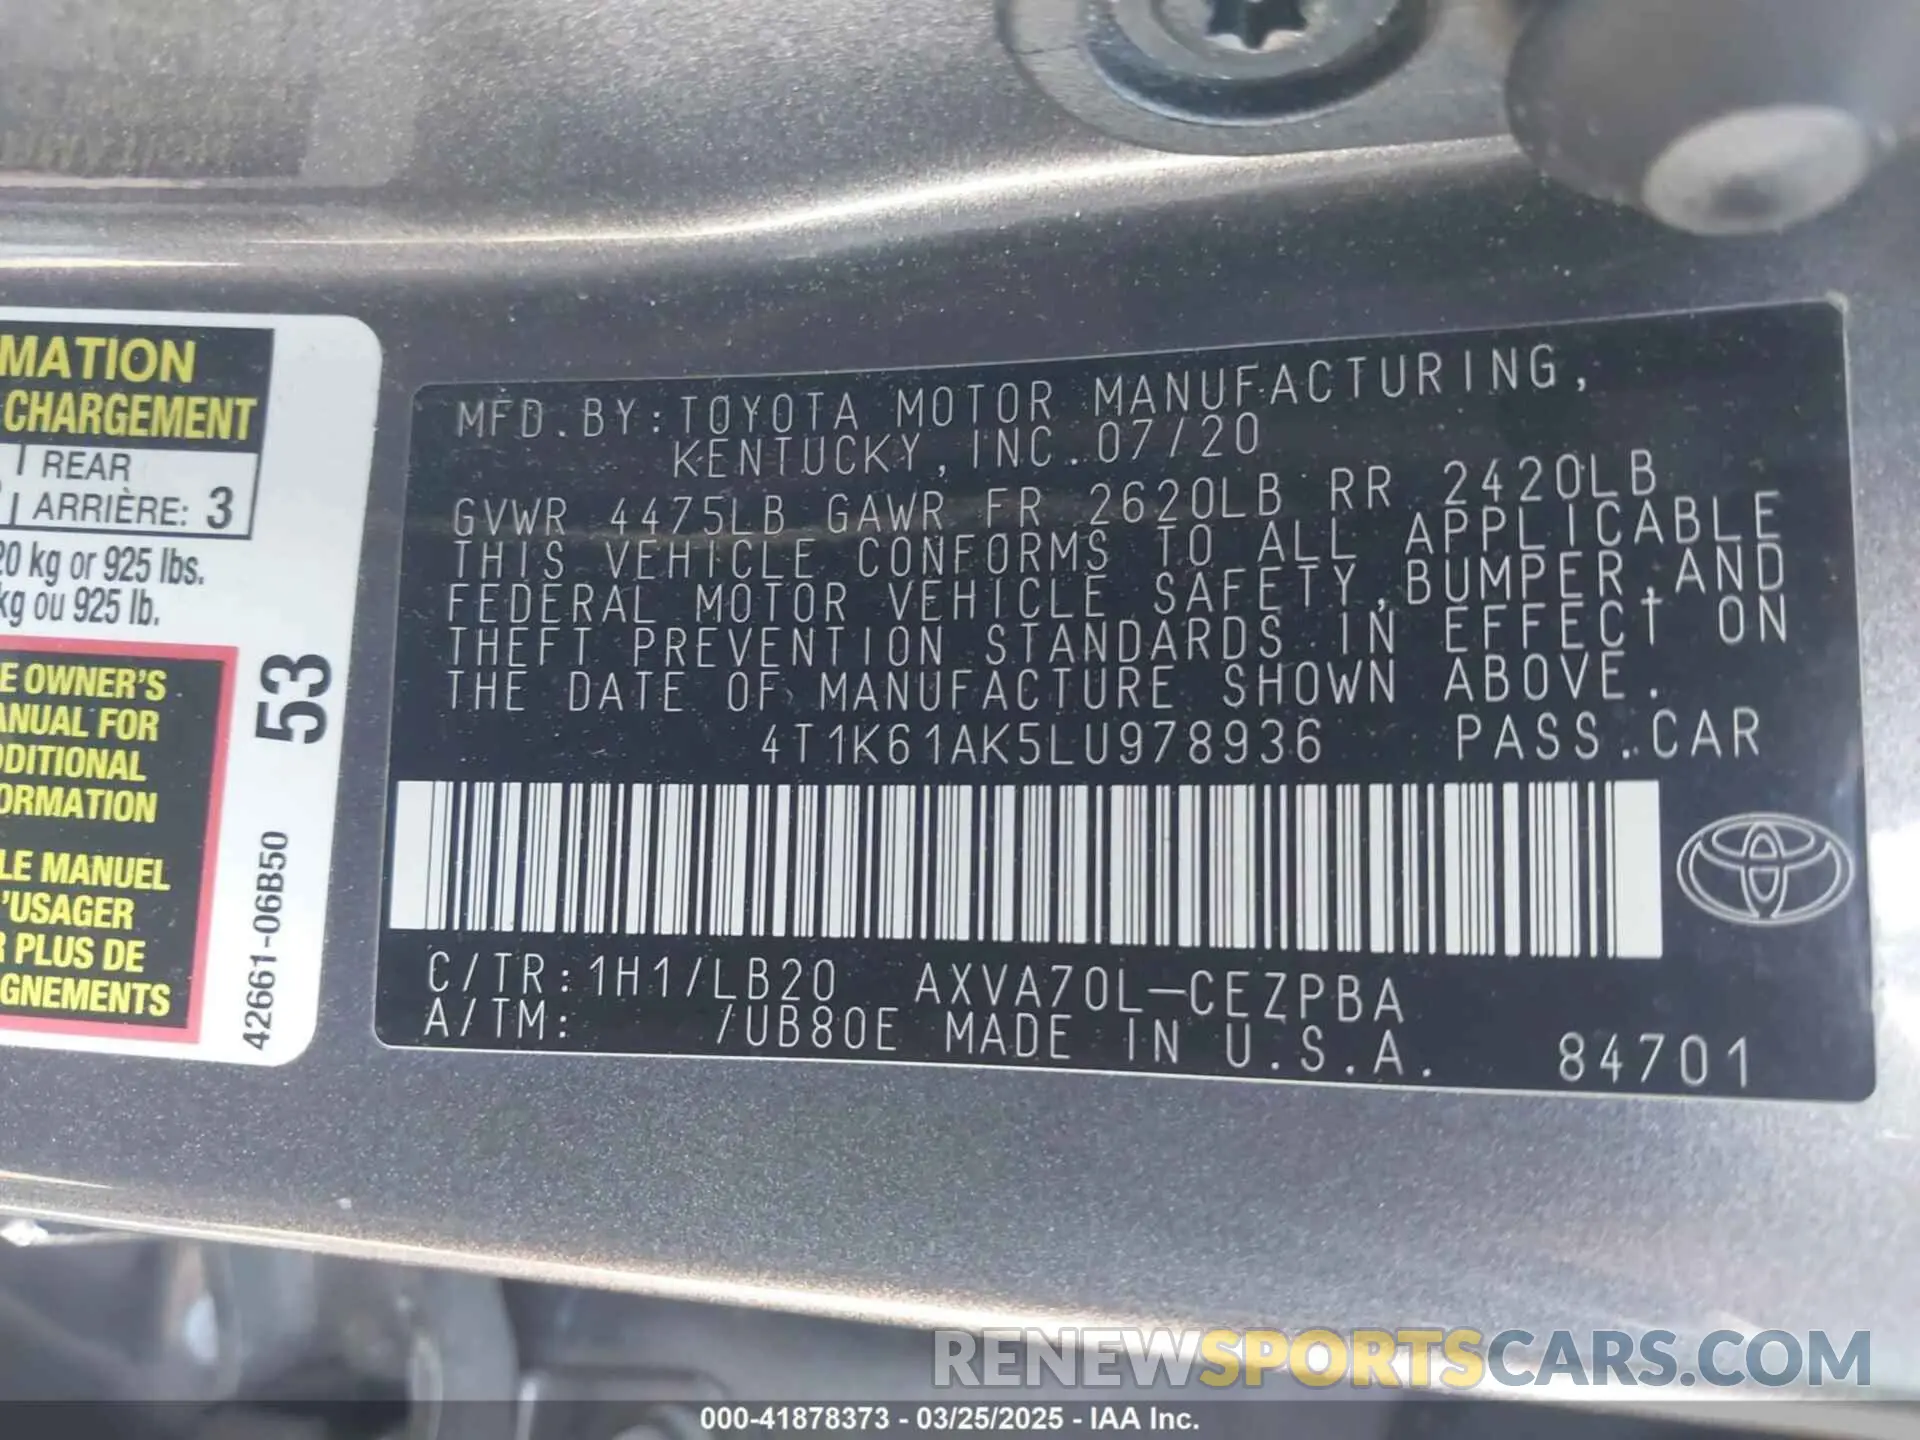 MATION
CHARGEMENT
REAR
ARRIÈRE: 3
20 kg or 925 lbs.
kg ou 925 lb.
E OWNER'S
ANUAL FOR
DDITIONAL
ORMATION
LE MANUEL
'USAGER
R PLUS DE
GNEMENTS
53
42661-06B50
MFD.BY:TOYOTA MOTOR MANUFACTURING,
KENTUCKY, INC. 07/20
GVWR 4475LB GAWR FR 2620LB RR 2420LB
THIS VEHICLE CONFORMS TO ALL APPLICABLE
FEDERAL MOTOR VEHICLE SAFETY, BUMPER, AND
THEFT PREVENTION STANDARDS IN EFFECT ON
THE DATE OF MANUFACTURE SHOWN ABOVE.
4T1K61AK5LU978936 PASS.CAR
C/TR:1H1/LB20 AXVA70L-CEZPBA
A/TM: /UB80E MADE IN U.S.A. 84701
RENEWSPORTSCARS.COM
000-41878373 - 03/25/2025 - IAA Inc.